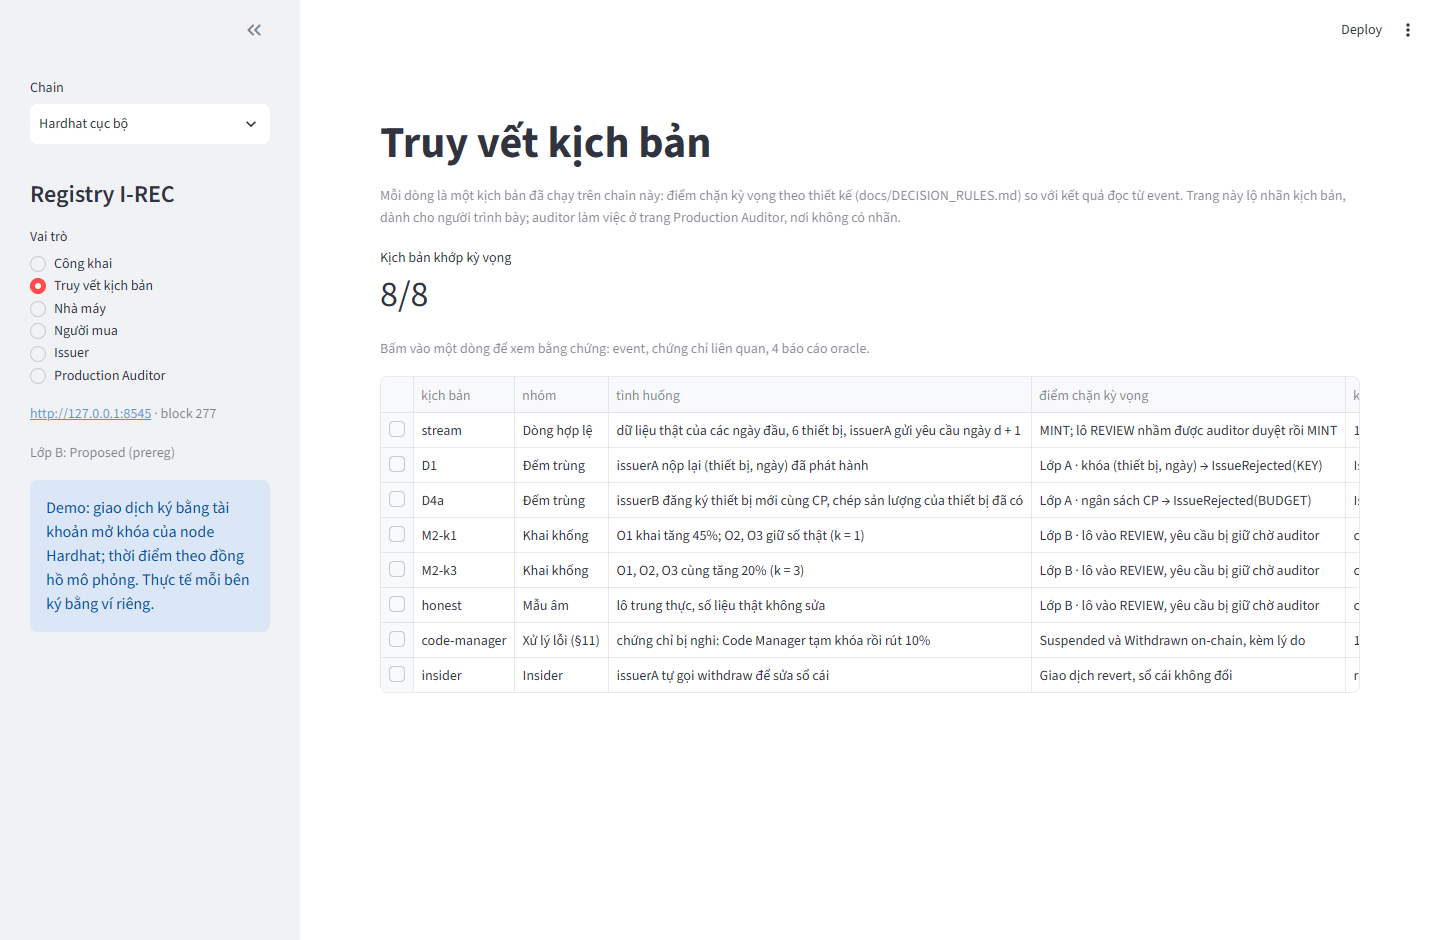 Deploy
Chain
Hardhat cục bộ
Registry I-REC
Vai trò
Công khai
Truy vết kịch bản
Nhà máy
Người mua
Issuer
Production Auditor
http://127.0.0.1:8545 · block 277
Lớp B: Proposed (prereg)
Demo: giao dịch ký bằng tài
khoản mở khóa của node
Hardhat; thời điểm theo đồng
hồ mô phỏng. Thực tế mỗi bên
ký bằng ví riêng.
Truy vết kịch bản
Mỗi dòng là một kịch bản đã chạy trên chain này: điểm chặn kỳ vọng theo thiết kế (docs/DECISION_RULES.md) so với kết quả đọc từ event. Trang này lộ nhãn kịch bản,
dành cho người trình bày; auditor làm việc ở trang Production Auditor, nơi không có nhãn.
Kịch bản khớp kỳ vọng
8/8
Bấm vào một dòng để xem bằng chứng: event, chứng chỉ liên quan, 4 báo cáo oracle.
kịch bản nhóm tình huống điểm chặn kỳ vọng
stream Dòng hợp lệ dữ liệu thật của các ngày đầu, 6 thiết bị, issuerA gửi yêu cầu ngày d + 1 MINT; lô REVIEW nhầm được auditor duyệt rồi MINT
D1 Đếm trùng issuerA nộp lại (thiết bị, ngày) đã phát hành Lớp A · khóa (thiết bị, ngày) → IssueRejected(KEY)
D4a Đếm trùng issuerB đăng ký thiết bị mới cùng CP, chép sản lượng của thiết bị đã có Lớp A · ngân sách CP → IssueRejected(BUDGET)
M2-k1 Khai khống O1 khai tăng 45%; O2, O3 giữ số thật (k = 1) Lớp B · lô vào REVIEW, yêu cầu bị giữ chờ auditor
M2-k3 Khai khống O1, O2, O3 cùng tăng 20% (k = 3) Lớp B · lô vào REVIEW, yêu cầu bị giữ chờ auditor
honest Mẫu âm lô trung thực, số liệu thật không sửa Lớp B · lô vào REVIEW, yêu cầu bị giữ chờ auditor
code-manager Xử lý lỗi (§11) chứng chỉ bị nghi: Code Manager tạm khóa rồi rút 10% Suspended và Withdrawn on-chain, kèm lý do
insider Insider issuerA tự gọi withdraw để sửa sổ cái Giao dịch revert, sổ cái không đổi